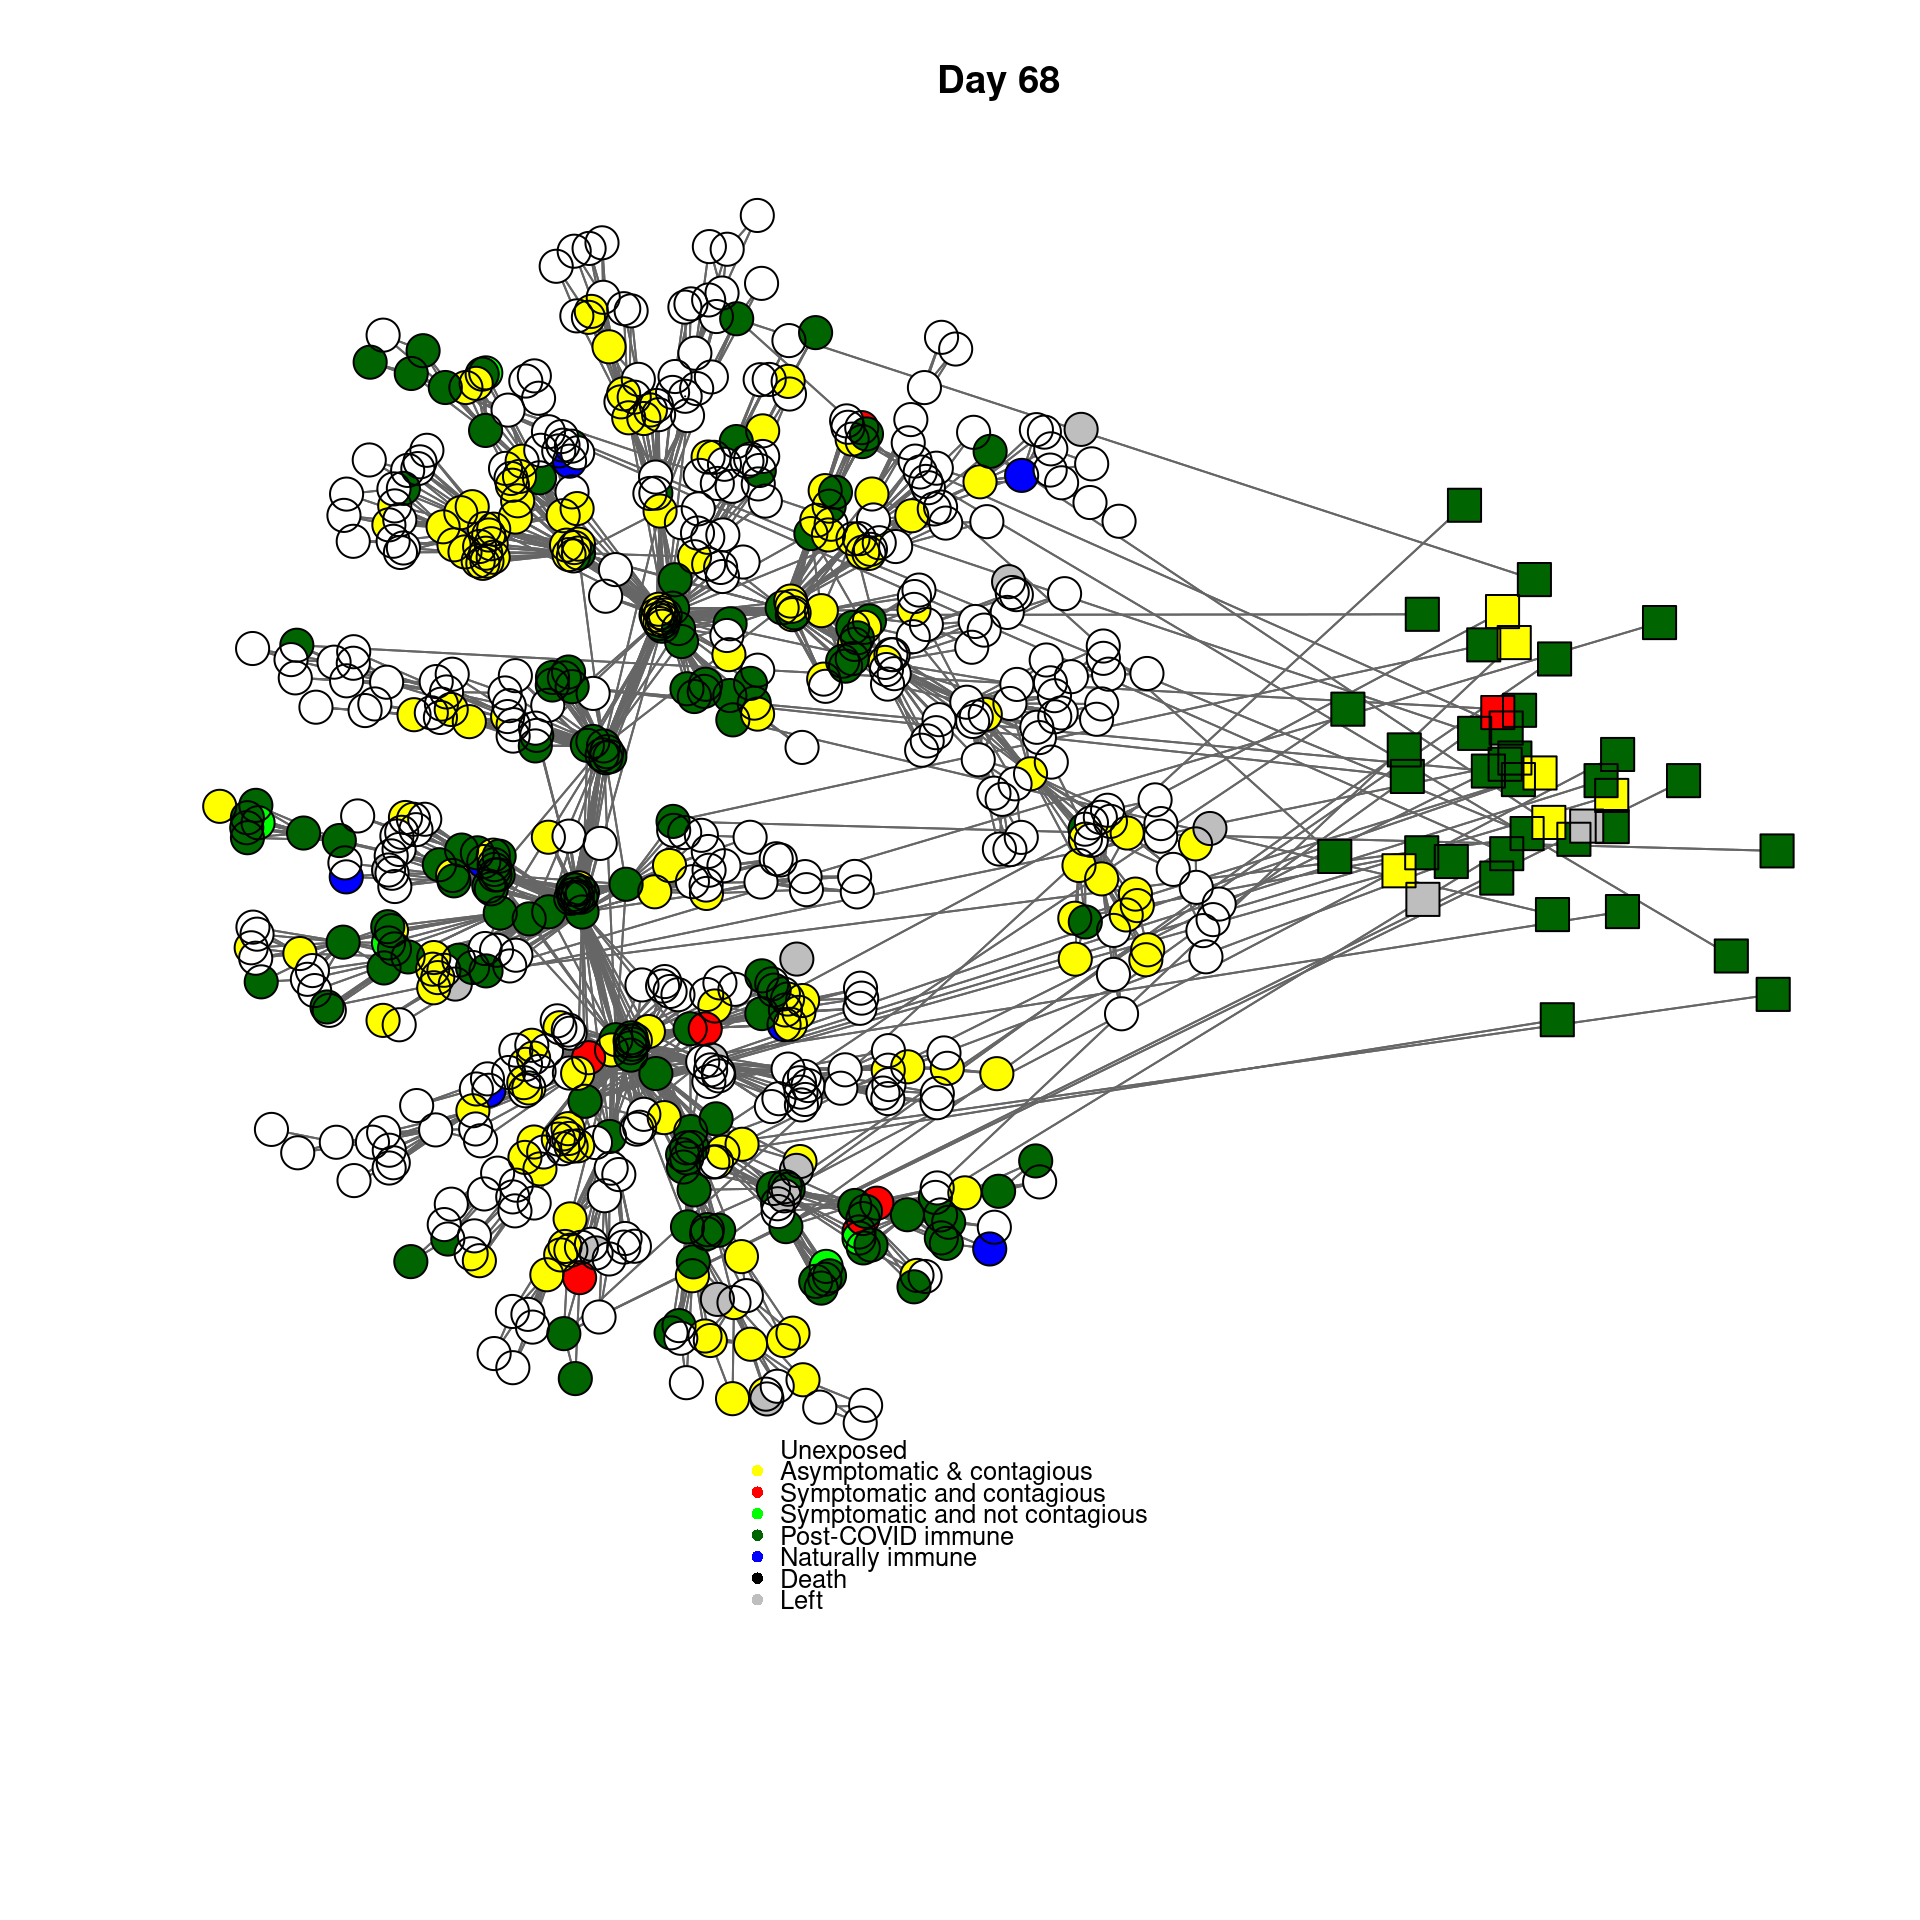 Day 68
Unexposed
Asymptomatic & contagious
Symptomatic and contagious
Symptomatic and not contagious
Post-COVID immune
Naturally immune
Death
Left